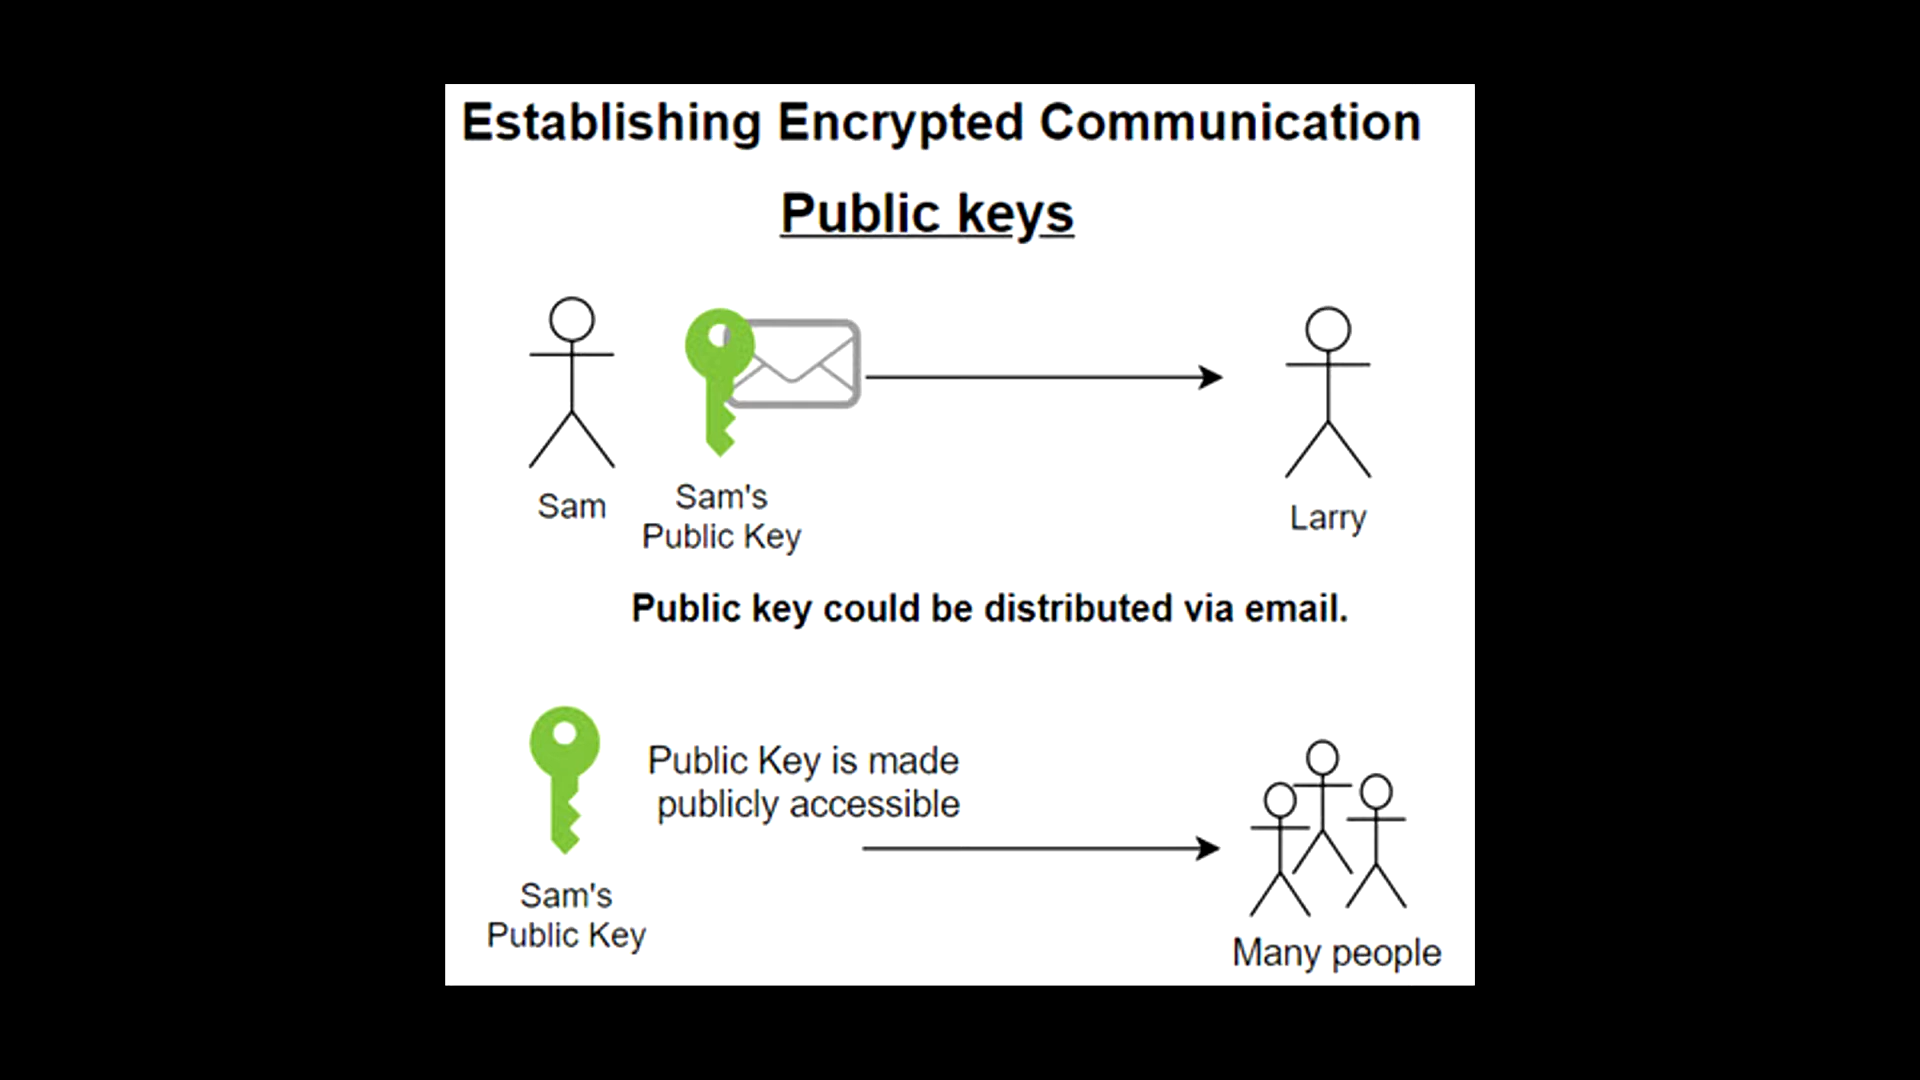 Establishing Encrypted Communication
Public keys
Sam
Sam's
Public Key
Larry
Public key could be distributed via email.
Public Key is made
publicly accessible
Sam's
Public Key
Many people